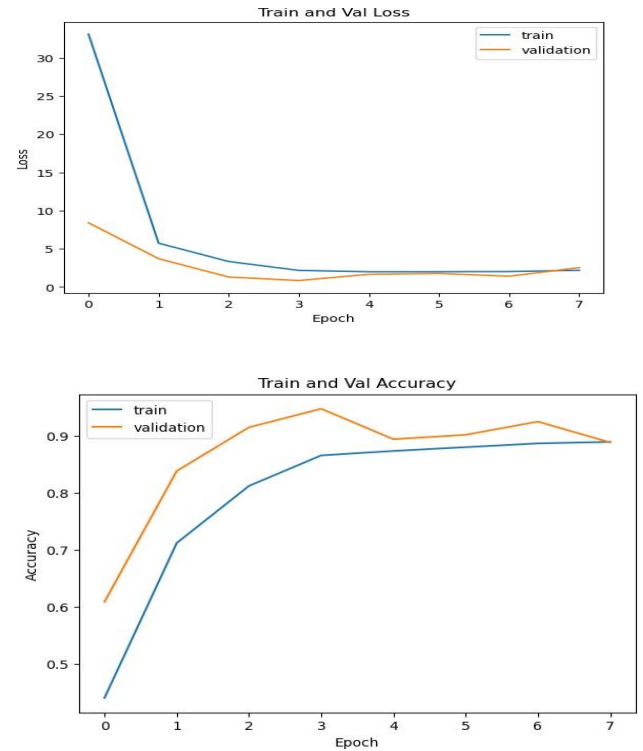 Train and Val Loss
train
validation
Loss
30
25
20
15
10
5
0
0 1 2 3 4 5 6 7
Epoch
Train and Val Accuracy
train
validation
Accuracy
0.9
0.8
0.7
0.6
0.5
0 1 2 3 4 5 6 7
Epoch